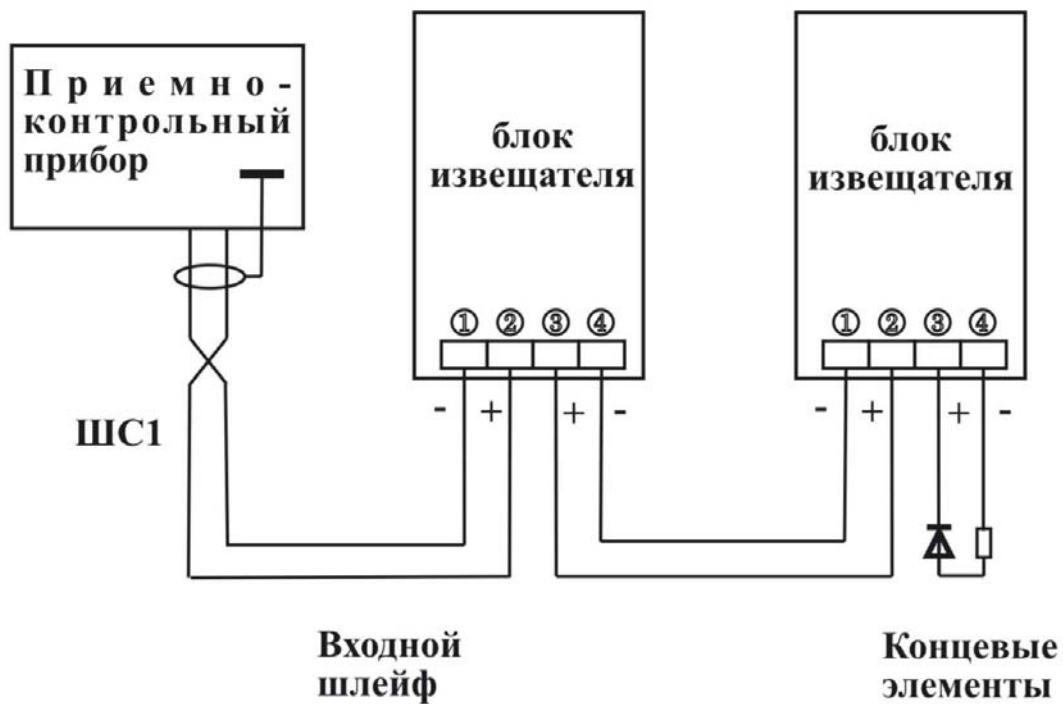 Приемно-
контрольный
прибор
блок
извещателя
блок
извещателя
① ② ③ ④
① ② ③ ④
- + + -
- + + -
ШС1
Входной
шлейф
Концевые
элементы